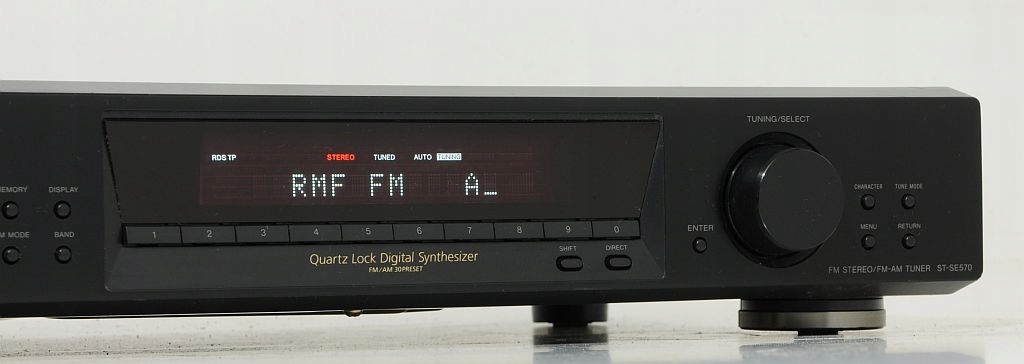 TUNING/SELECT
RDS TP STEREO TUNED AUTO TUNING
RMF FM A_
MEMORY DISPLAY
CHARACTER TUNE MODE
1 2 3 4 5 6 7 8 9 0
FM MODE BAND
ENTER
MENU RETURN
SHIFT DIRECT
Quartz Lock Digital Synthesizer
FM/AM 30PRESET
FM STEREO/FM-AM TUNER ST-SE570